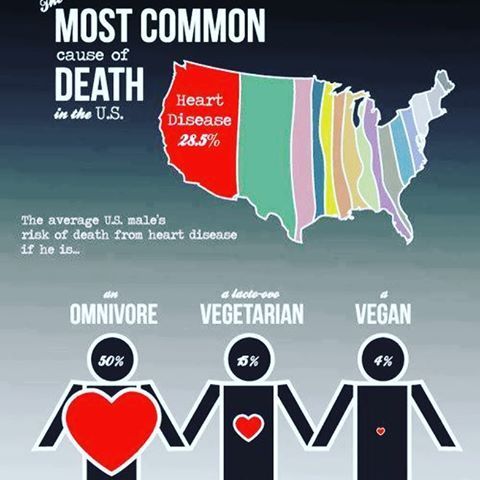 The
MOST COMMON
cause of
DEATH
in the U.S.
Heart
Disease
28.5%
The average U.S. male's
risk of death from heart disease
if he is...
an
OMNIVORE
a lacto-ovo
VEGETARIAN
a
VEGAN
50%
15%
4%